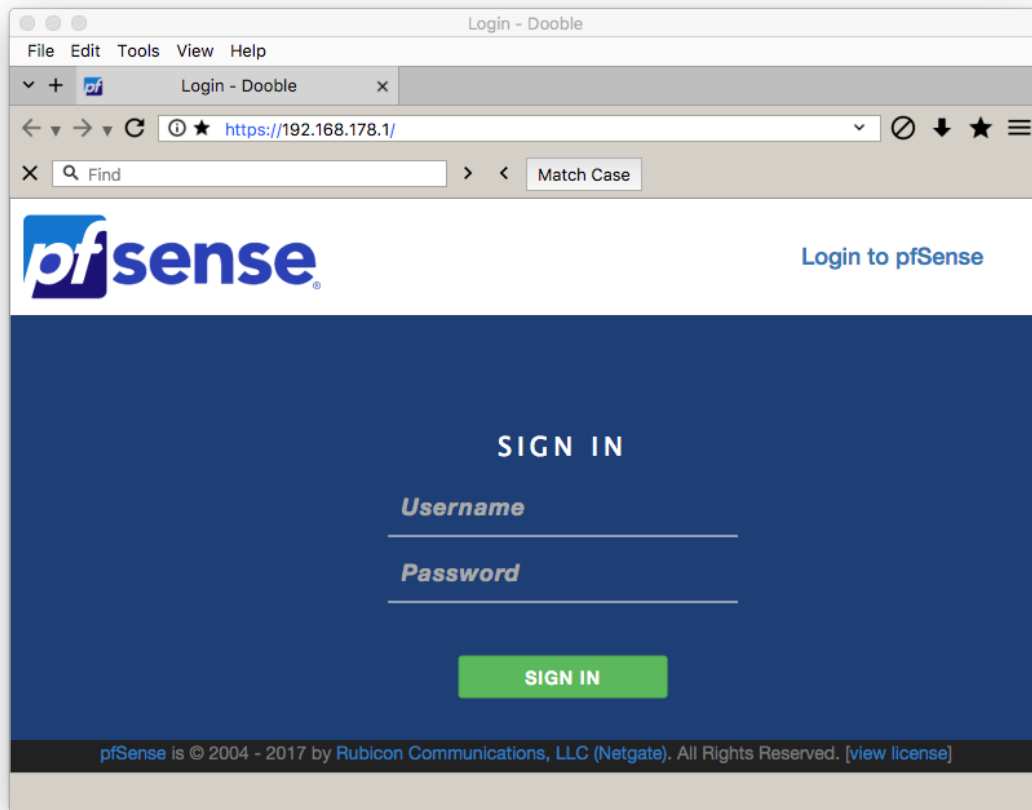 Login - Dooble
File Edit Tools View Help
pf Login - Dooble
https://192.168.178.1/
Find Match Case
pfsense® Login to pfSense
SIGN IN
Username
Password
SIGN IN
pfSense is © 2004 - 2017 by Rubicon Communications, LLC (Netgate). All Rights Reserved. [view license]